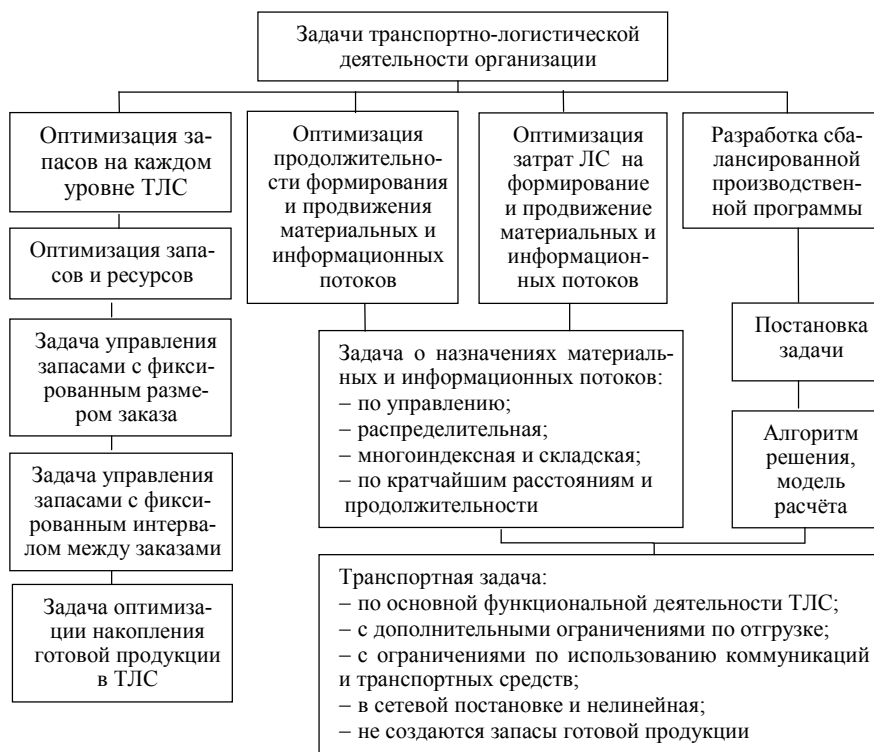 Задачи транспортно-логистической
деятельности организации
Оптимизация за-
пасов на каждом
уровне ТЛС
Оптимизация запа-
сов и ресурсов
Задача управления
запасами с фикси-
рованным разме-
ром заказа
Задача управления
запасами с фикси-
рованным интерва-
лом между заказами
Задача оптимиза-
ции накопления
готовой продукции
в ТЛС
Оптимизация
продолжительно-
сти формирования
и продвижения
материальных и
информационных
потоков
Оптимизация
затрат ЛС на
формирование
и продвижение
материальных и
информацион-
ных потоков
Задача о назначениях материаль-
ных и информационных потоков:
– по управлению;
– распределительная;
– многоиндексная и складская;
– по кратчайшим расстояниям и
продолжительности
Разработка сба-
лансированной
производствен-
ной программы
Постановка
задачи
Алгоритм
решения,
модель
расчёта
Транспортная задача:
– по основной функциональной деятельности ТЛС;
– с дополнительными ограничениями по отгрузке;
– с ограничениями по использованию коммуникаций
и транспортных средств;
– в сетевой постановке и нелинейная;
– не создаются запасы готовой продукции